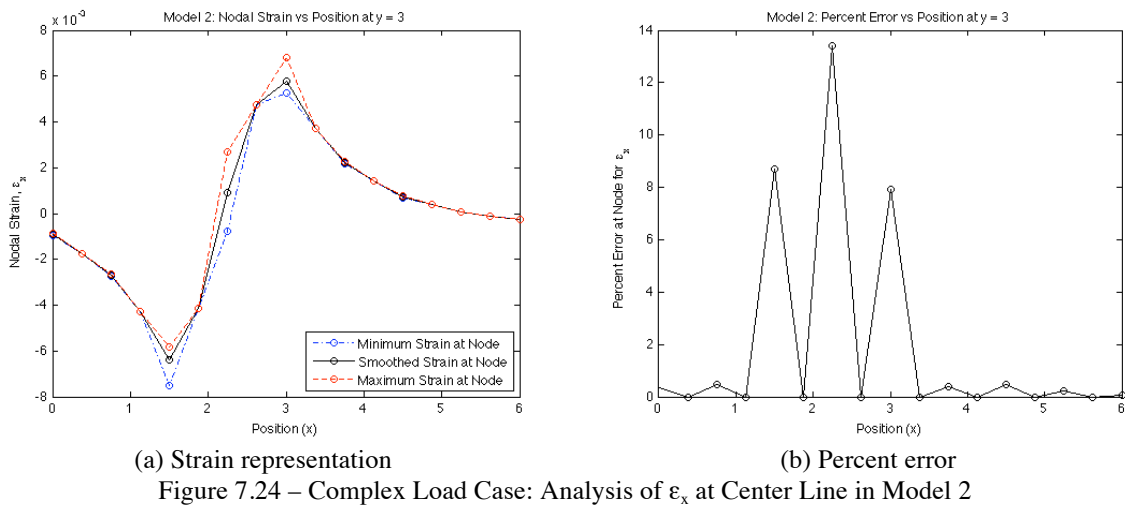 Model 2: Nodal Strain vs Position at y = 3
x 10⁻³
8
6
4
2
0
-2
-4
-6
-8
Nodal Strain, εₓ
0 1 2 3 4 5 6
Position (x)
Minimum Strain at Node
Smoothed Strain at Node
Maximum Strain at Node
Model 2: Percent Error vs Position at y = 3
14
12
10
8
6
4
2
0
Percent Error at Node for εₓ
0 1 2 3 4 5 6
Position (x)
(a) Strain representation
(b) Percent error
Figure 7.24 – Complex Load Case: Analysis of εₓ at Center Line in Model 2